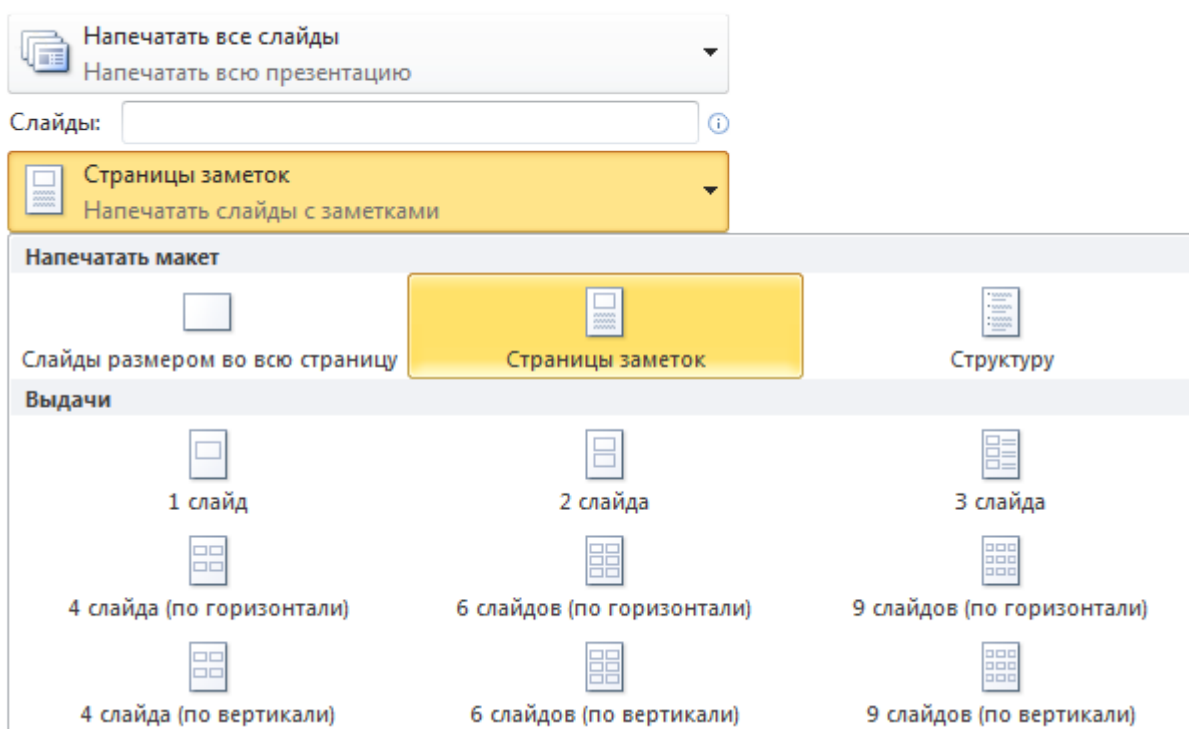 Напечатать все слайды
Напечатать всю презентацию
Слайды:
Страницы заметок
Напечатать слайды с заметками
Напечатать макет
Слайды размером во всю страницу Страницы заметок Структуру
Выдачи
1 слайд 2 слайда 3 слайда
4 слайда (по горизонтали) 6 слайдов (по горизонтали) 9 слайдов (по горизонтали)
4 слайда (по вертикали) 6 слайдов (по вертикали) 9 слайдов (по вертикали)